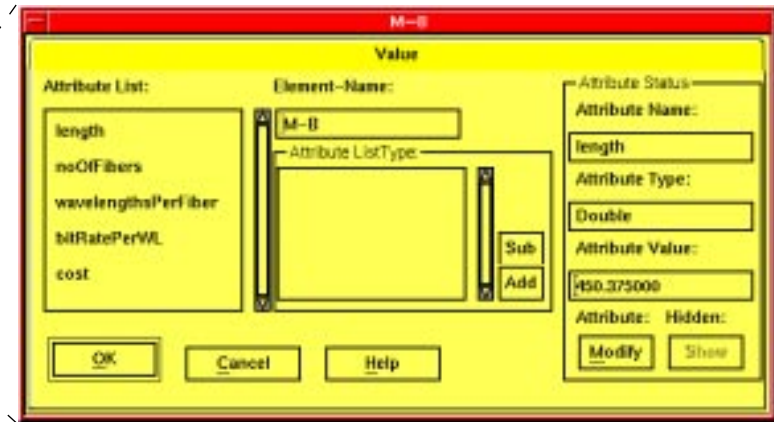 M-B
Value
Attribute List:
length
noOfFibers
wavelengthsPerFiber
bitRatePerWL
cost
Element-Name:
M-B
Attribute ListType:
Sub
Add
Attribute Status
Attribute Name:
length
Attribute Type:
Double
Attribute Value:
450.375000
Attribute: Hidden:
Modify Show
OK Cancel Help